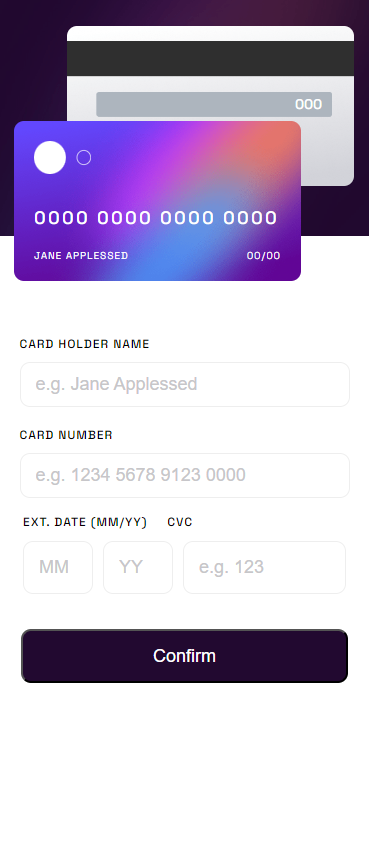 000
0000 0000 0000 0000
JANE APPLESSED 00/00
CARD HOLDER NAME
e.g. Jane Applessed
CARD NUMBER
e.g. 1234 5678 9123 0000
EXT. DATE (MM/YY) CVC
MM YY e.g. 123
Confirm